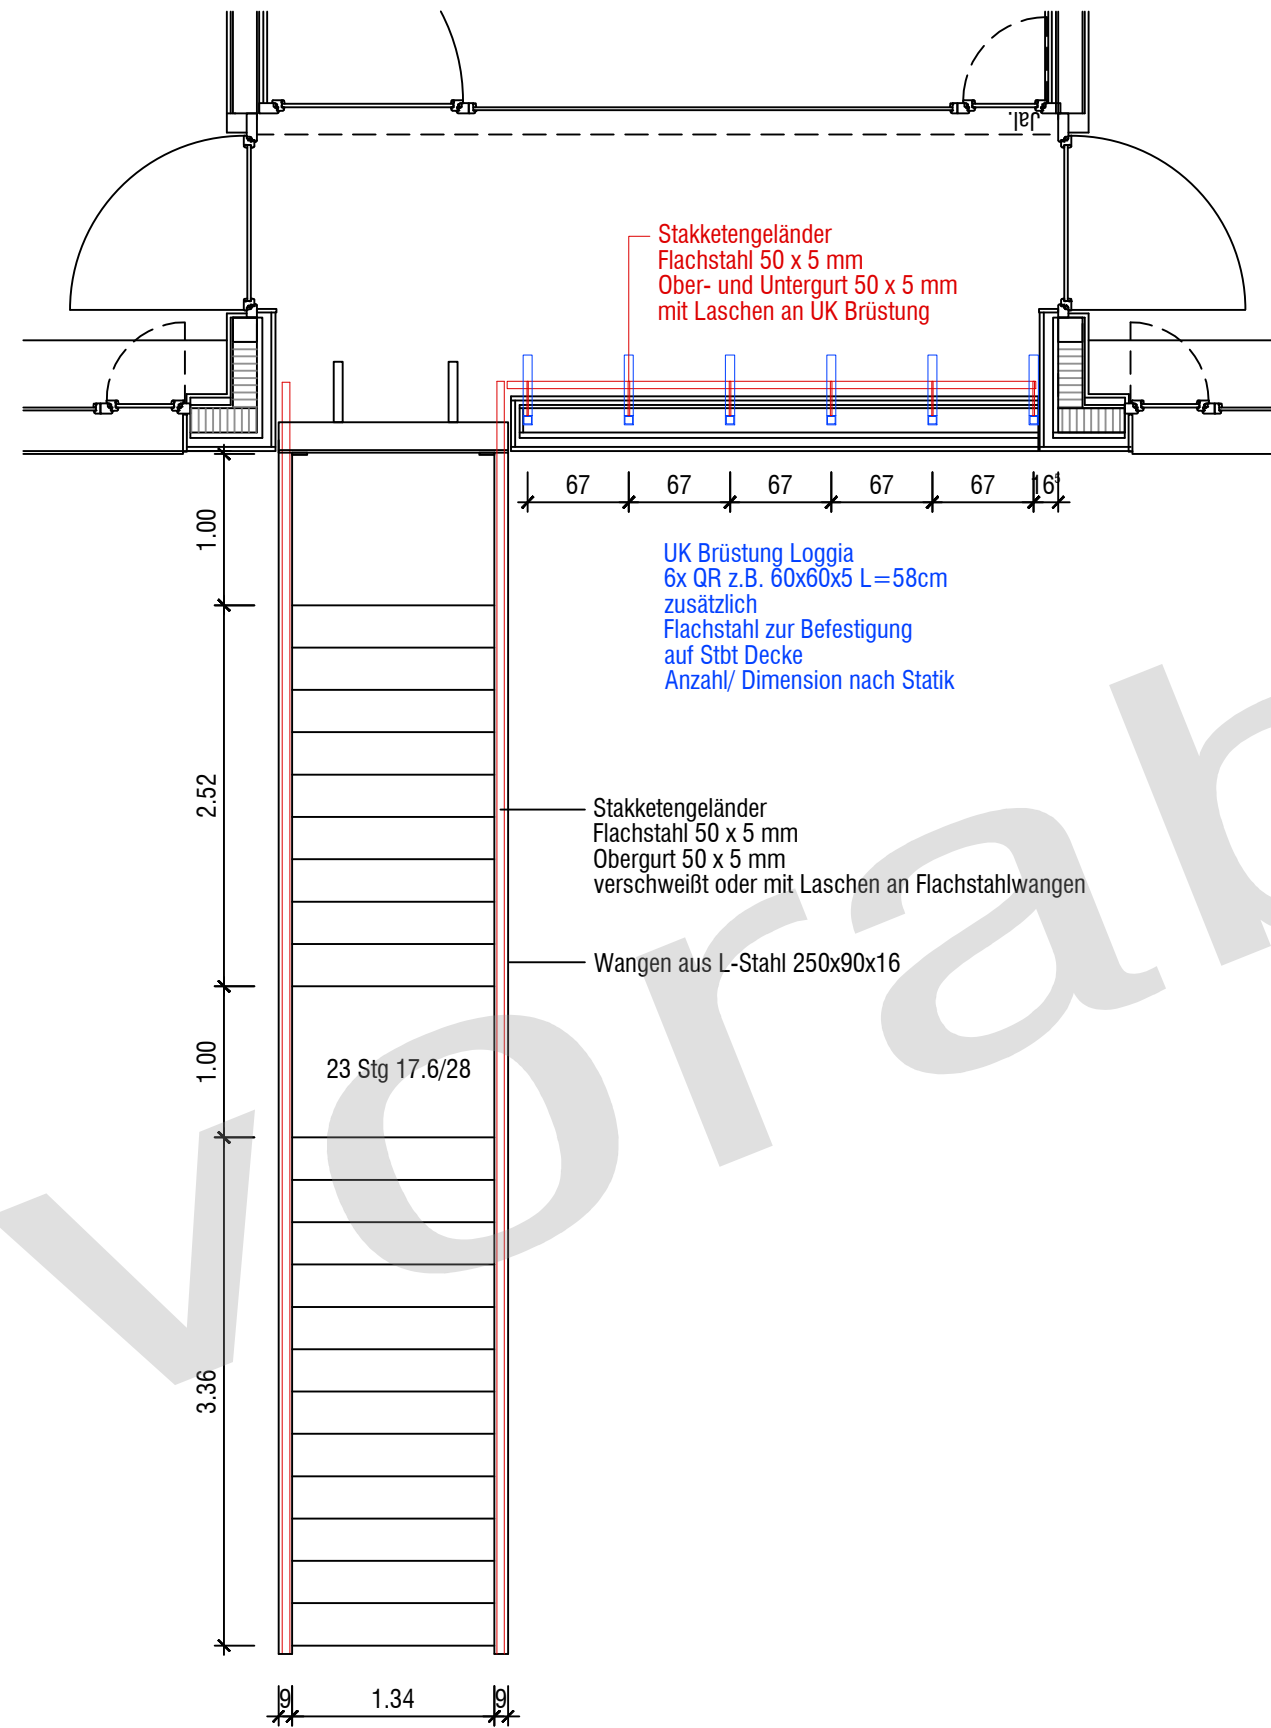 Jal.
Stakketengeländer
Flachstahl 50 x 5 mm
Ober- und Untergurt 50 x 5 mm
mit Laschen an UK Brüstung
67
67
67
67
67
16⁵
1.00
UK Brüstung Loggia
6x QR z.B. 60x60x5 L=58cm
zusätzlich
Flachstahl zur Befestigung
auf Stbt Decke
Anzahl/ Dimension nach Statik
2.52
Stakketengeländer
Flachstahl 50 x 5 mm
Obergurt 50 x 5 mm
verschweißt oder mit Laschen an Flachstahlwangen
Wangen aus L-Stahl 250x90x16
1.00
23 Stg 17.6/28
3.36
9
1.34
9
vorab